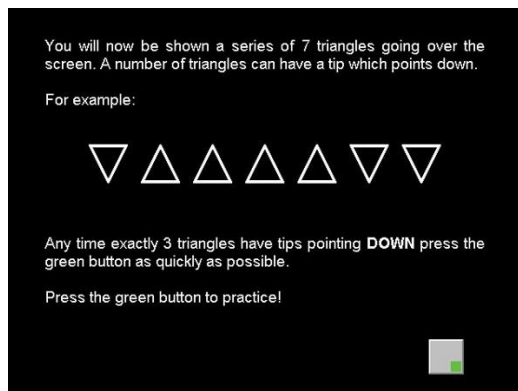 You will now be shown a series of 7 triangles going over the
screen. A number of triangles can have a tip which points down.
For example:
Any time exactly 3 triangles have tips pointing DOWN press the
green button as quickly as possible.
Press the green button to practice!